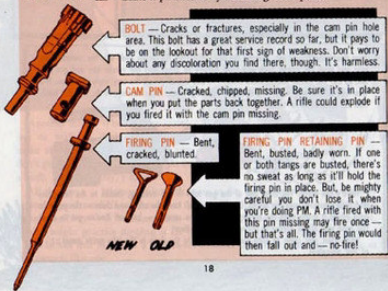 BOLT — Cracks or fractures, especially in the cam pin hole
area. This bolt has a great service record so far, but it pays to
be on the lookout for that first sign of weakness. Don't worry
about any discoloration you find there, though. It's harmless.
CAM PIN — Cracked, chipped, missing. Be sure it's in place
when you put the parts back together. A rifle could explode if
you fired it with the cam pin missing.
FIRING PIN — Bent,
cracked, blunted.
FIRING PIN RETAINING PIN —
Bent, busted, badly worn. If one
or both tangs are busted, there's
no sweat as long as it'll hold the
firing pin in place. But, be mighty
careful you don't lose it when
you're doing PM. A rifle fired with
this pin missing may fire once —
but that's all. The firing pin would
then fall out and — no-fire!
NEW OLD
18